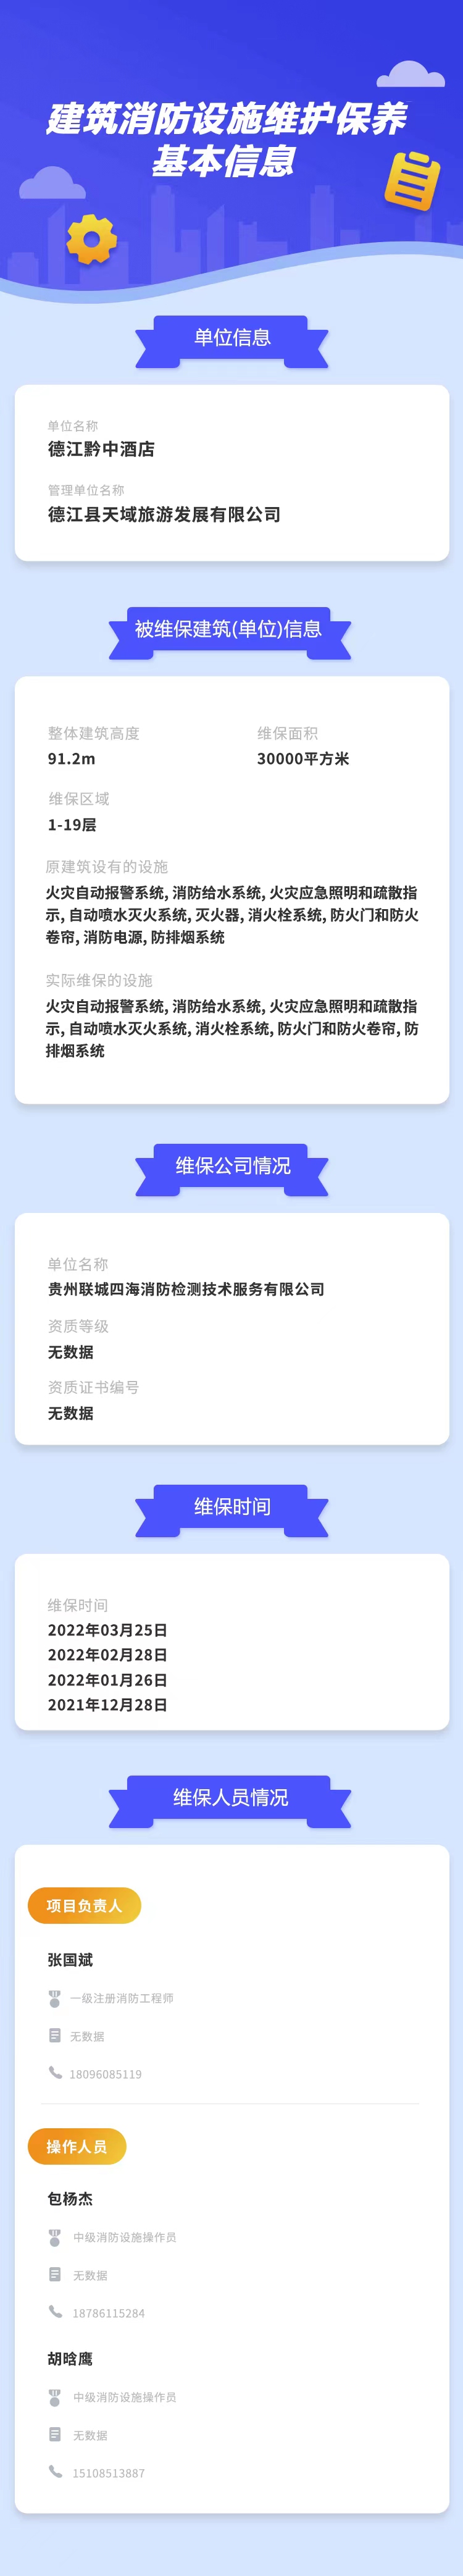 建筑消防设施维护保养
基本信息
单位信息
单位名称
德江黔中酒店
管理单位名称
德江县天域旅游发展有限公司
被维保建筑(单位)信息
整体建筑高度
维保面积
91.2m
30000平方米
维保区域
1-19层
原建筑设有的设施
火灾自动报警系统, 消防给水系统, 火灾应急照明和疏散指
示, 自动喷水灭火系统, 灭火器, 消火栓系统, 防火门和防火
卷帘, 消防电源, 防排烟系统
实际维保的设施
火灾自动报警系统, 消防给水系统, 火灾应急照明和疏散指
示, 自动喷水灭火系统, 消火栓系统, 防火门和防火卷帘, 防
排烟系统
维保公司情况
单位名称
贵州联城四海消防检测技术服务有限公司
资质等级
无数据
资质证书编号
无数据
维保时间
维保时间
2022年03月25日
2022年02月28日
2022年01月26日
2021年12月28日
维保人员情况
项目负责人
张国斌
一级注册消防工程师
无数据
18096085119
操作人员
包杨杰
中级消防设施操作员
无数据
18786115284
胡晗鹰
中级消防设施操作员
无数据
15108513887